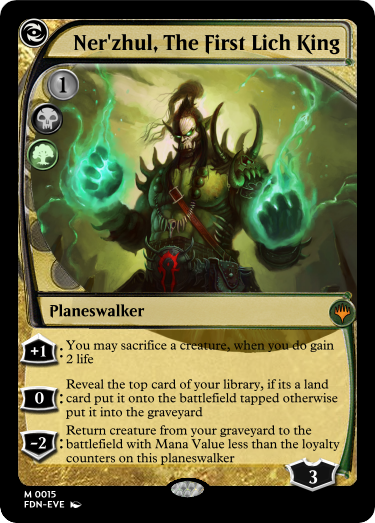 Ner'zhul, The First Lich King
1
Planeswalker
+1: You may sacrifice a creature, when you do gain
2 life
0: Reveal the top card of your library, if its a land
card put it onto the battlefield tapped otherwise
put it into the graveyard
-2: Return creature from your graveyard to the
battlefield with Mana Value less than the loyalty
counters on this planeswalker
3
M 0015
FDN-EVE